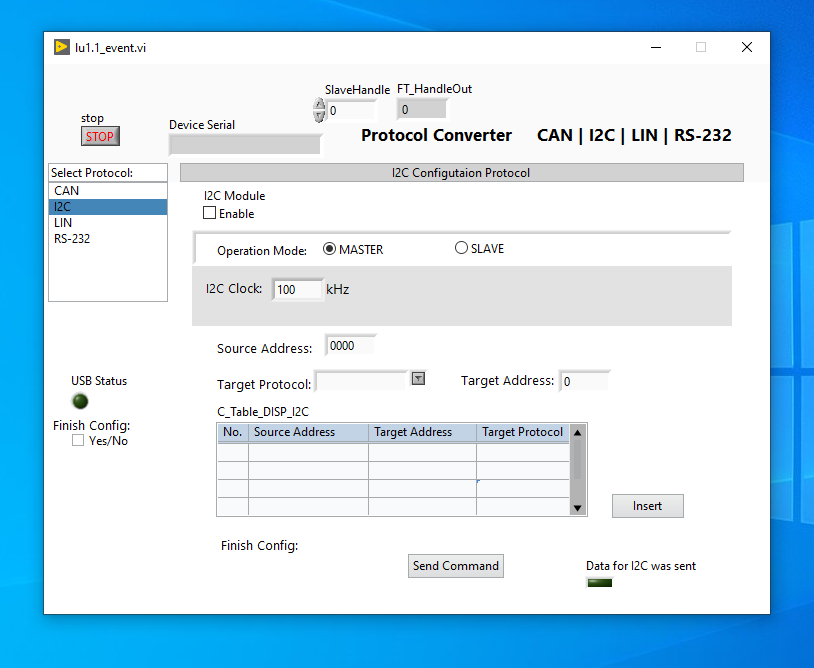 lu1.1_event.vi
SlaveHandle FT_HandleOut
0 0
stop
STOP
Device Serial
Protocol Converter CAN | I2C | LIN | RS-232
Select Protocol:
CAN
I2C
LIN
RS-232
I2C Configutaion Protocol
I2C Module
Enable
Operation Mode: MASTER SLAVE
I2C Clock: 100 kHz
Source Address: 0000
Target Protocol: Target Address: 0
USB Status
Finish Config:
Yes/No
C_Table_DISP_I2C
No. Source Address Target Address Target Protocol
Insert
Finish Config:
Send Command
Data for I2C was sent